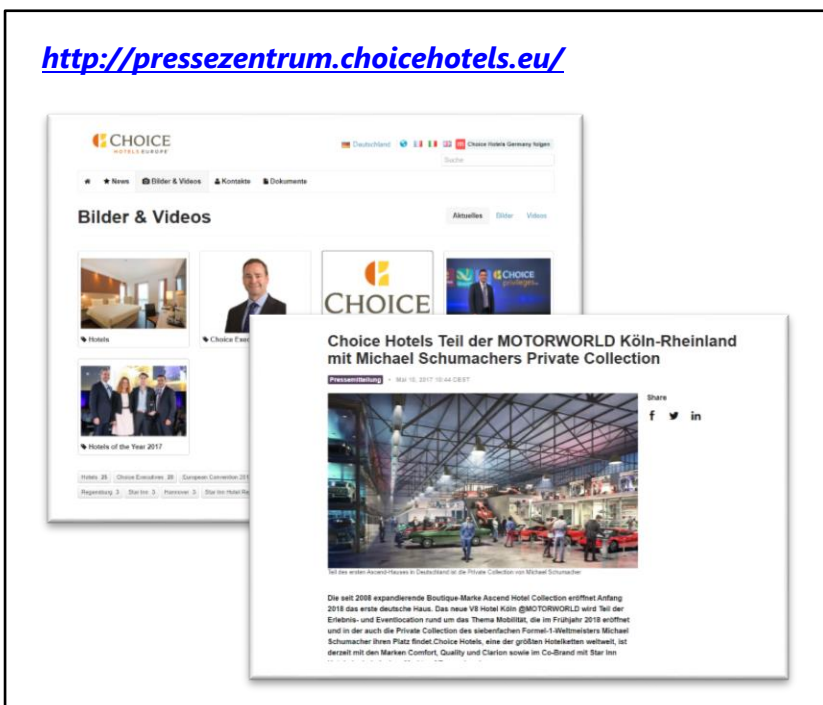 http://pressezentrum.choicehotels.eu/
CHOICE
HOTELS EUROPE
Deutschland
Choice Hotels Germany folgen
Suche
News Bilder & Videos Kontakte Dokumente
Bilder & Videos
Aktuelles Bilder Videos
CHOICE
CHOICE
privileges
Hotels
Choice
Hotels of the Year 2017
Hotels 25 Choice Executives 20 European Convention
Regensburg 3 Star Inn 3 Hannover 3 Star Inn Hotel
Choice Hotels Teil der MOTORWORLD Köln-Rheinland
mit Michael Schumachers Private Collection
Pressemitteilung • Mai 10, 2017 10:44 CEST
Share
Teil des ersten Ascend-Hauses in Deutschland ist die Private Collection von Michael Schumacher
Die seit 2008 expandierende Boutique-Marke Ascend Hotel Collection eröffnet Anfang
2018 das erste deutsche Haus. Das neue V8 Hotel Köln @MOTORWORLD wird Teil der
Erlebnis- und Eventlocation rund um das Thema Mobilität, die im Frühjahr 2018 eröffnet
und in der auch die Private Collection des siebenfachen Formel-1-Weltmeisters Michael
Schumacher ihren Platz findet.Choice Hotels, eine der größten Hotelketten weltweit, ist
derzeit mit den Marken Comfort, Quality und Clarion sowie im Co-Brand mit Star Inn